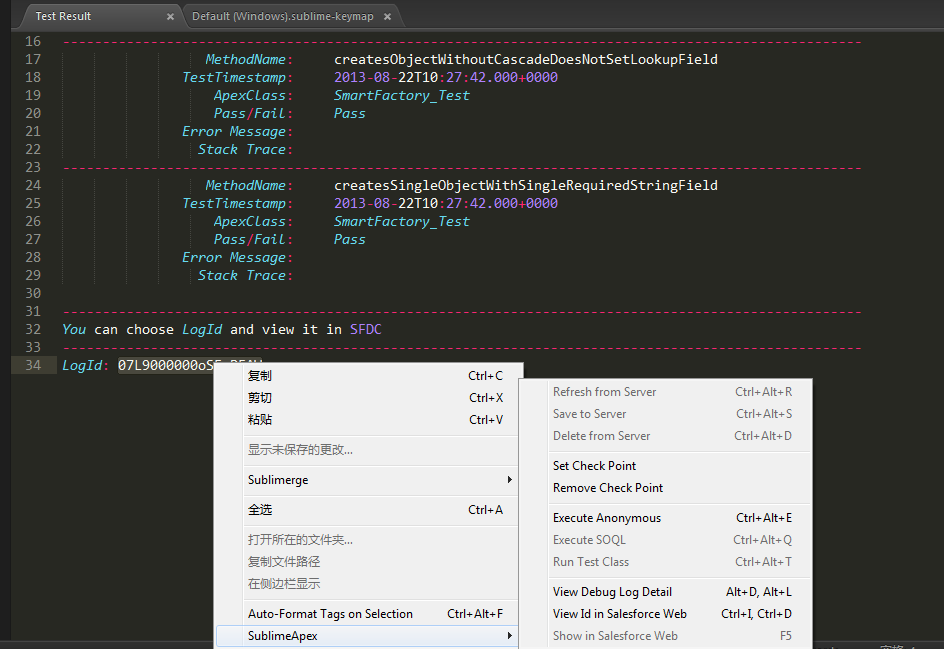 Test Result × Default (Windows).sublime-keymap ×
16 --------------------------------------------------------------------------------
17 MethodName: createsObjectWithoutCascadeDoesNotSetLookupField
18 TestTimestamp: 2013-08-22T10:27:42.000+0000
19 ApexClass: SmartFactory_Test
20 Pass/Fail: Pass
21 Error Message:
22 Stack Trace:
23 --------------------------------------------------------------------------------
24 MethodName: createsSingleObjectWithSingleRequiredStringField
25 TestTimestamp: 2013-08-22T10:27:42.000+0000
26 ApexClass: SmartFactory_Test
27 Pass/Fail: Pass
28 Error Message:
29 Stack Trace:
30
31 --------------------------------------------------------------------------------
32 You can choose LogId and view it in SFDC
33 --------------------------------------------------------------------------------
34 LogId:
复制 Ctrl+C
剪切 Ctrl+X
粘贴 Ctrl+V
显示未保存的更改...
Sublimerge
全选 Ctrl+A
打开所在的文件夹...
复制文件路径
在侧边栏显示
Auto-Format Tags on Selection Ctrl+Alt+F
SublimeApex
Refresh from Server Ctrl+Alt+R
Save to Server Ctrl+Alt+S
Delete from Server Ctrl+Alt+D
Set Check Point
Remove Check Point
Execute Anonymous Ctrl+Alt+E
Execute SOQL Ctrl+Alt+Q
Run Test Class Ctrl+Alt+T
View Debug Log Detail Alt+D, Alt+L
View Id in Salesforce Web Ctrl+I, Ctrl+D
Show in Salesforce Web F5